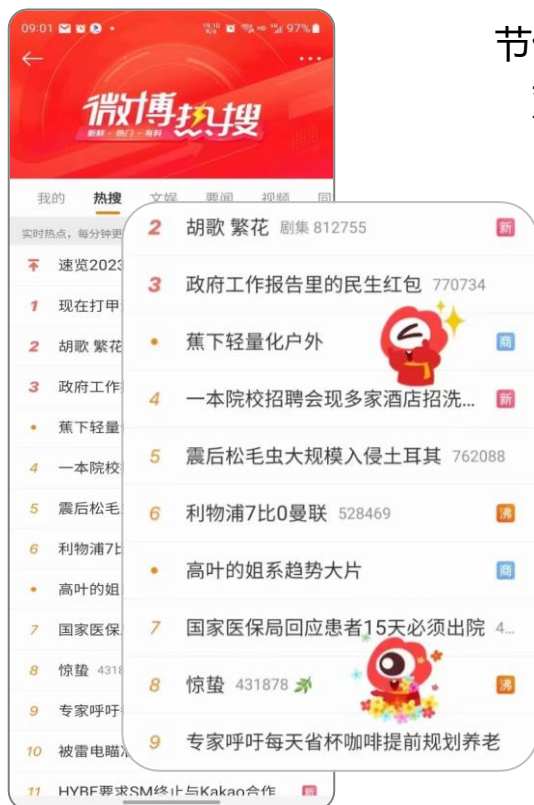 09:01
19.10 K/s HD 5G 97%
节
微博热搜
新鲜·热门·有料
我的 热搜 文娱 要闻 视频 同
实时热点，每分钟更
速览2023
1 现在打甲
2 胡歌 繁花
3 政府工作
• 蕉下轻量
4 一本院校
5 震后松毛
6 利物浦7比
• 高叶的姐
7 国家医保
8 惊蛰 4318
9 专家呼吁
10 被雷电瞄准
11 HYBE要求SM终止与Kakao合作 新
2 胡歌 繁花 剧集 812755 新
3 政府工作报告里的民生红包 770734
• 蕉下轻量化户外 商
4 一本院校招聘会现多家酒店招洗... 新
5 震后松毛虫大规模入侵土耳其 762088
6 利物浦7比0曼联 528469 沸
• 高叶的姐系趋势大片 商
7 国家医保局回应患者15天必须出院 4...
8 惊蛰 431878 沸
9 专家呼吁每天省杯咖啡提前规划养老